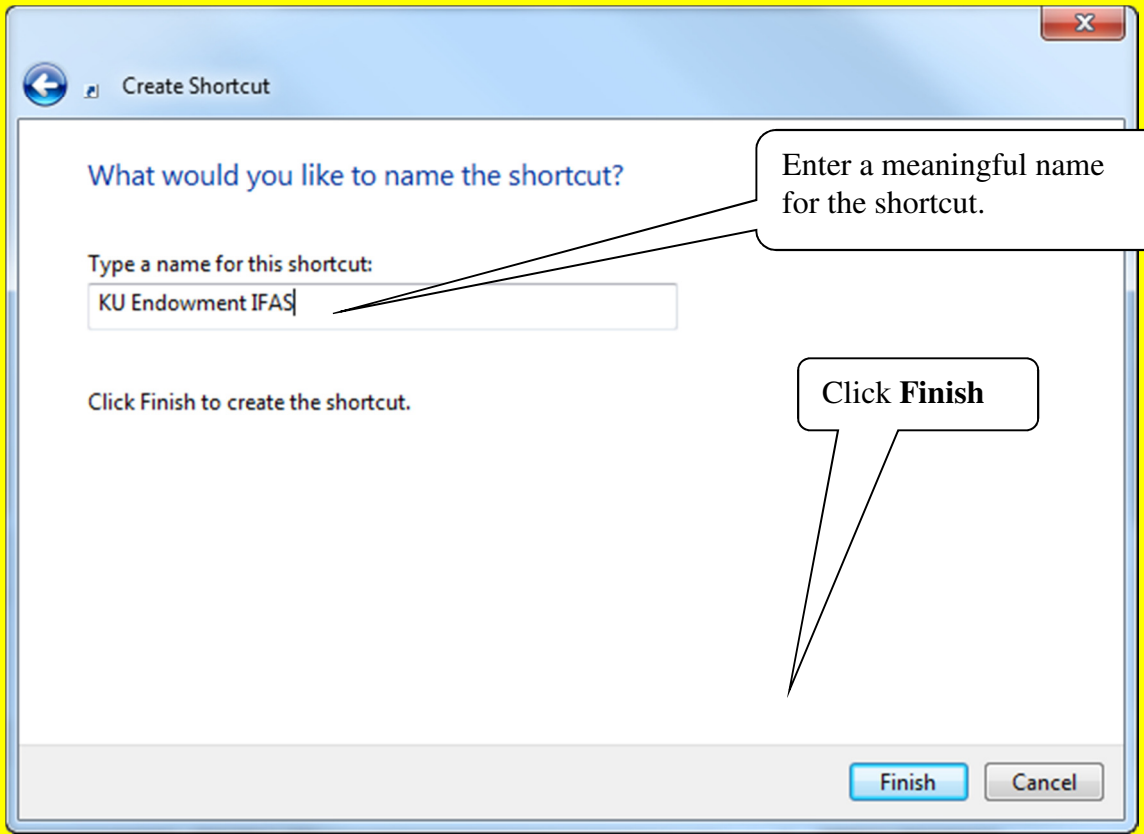 Create Shortcut
What would you like to name the shortcut?
Enter a meaningful name
for the shortcut.
Type a name for this shortcut:
KU Endowment IFAS
Click Finish to create the shortcut.
Click Finish
Finish
Cancel